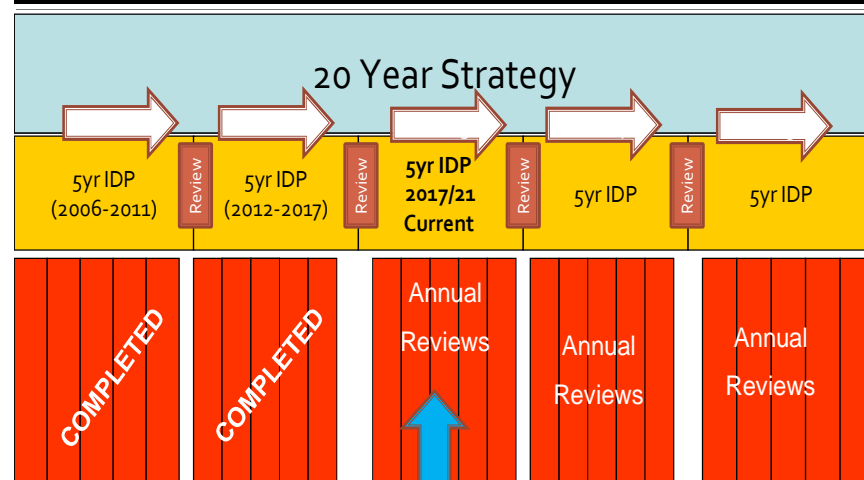 20 Year Strategy
5yr IDP
(2006-2011)
Review
5yr IDP
(2012-2017)
Review
5yr IDP
2017/21
Current
Review
5yr IDP
Review
5yr IDP
COMPLETED
COMPLETED
Annual
Reviews
Annual
Reviews
Annual
Reviews